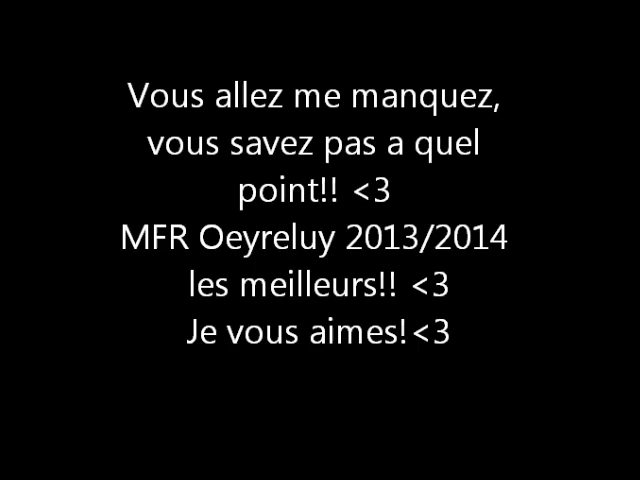 Vous allez me manquez,
vous savez pas a quel
point!! <3
MFR Oeyreluy 2013/2014
les meilleurs!! <3
Je vous aimes!<3